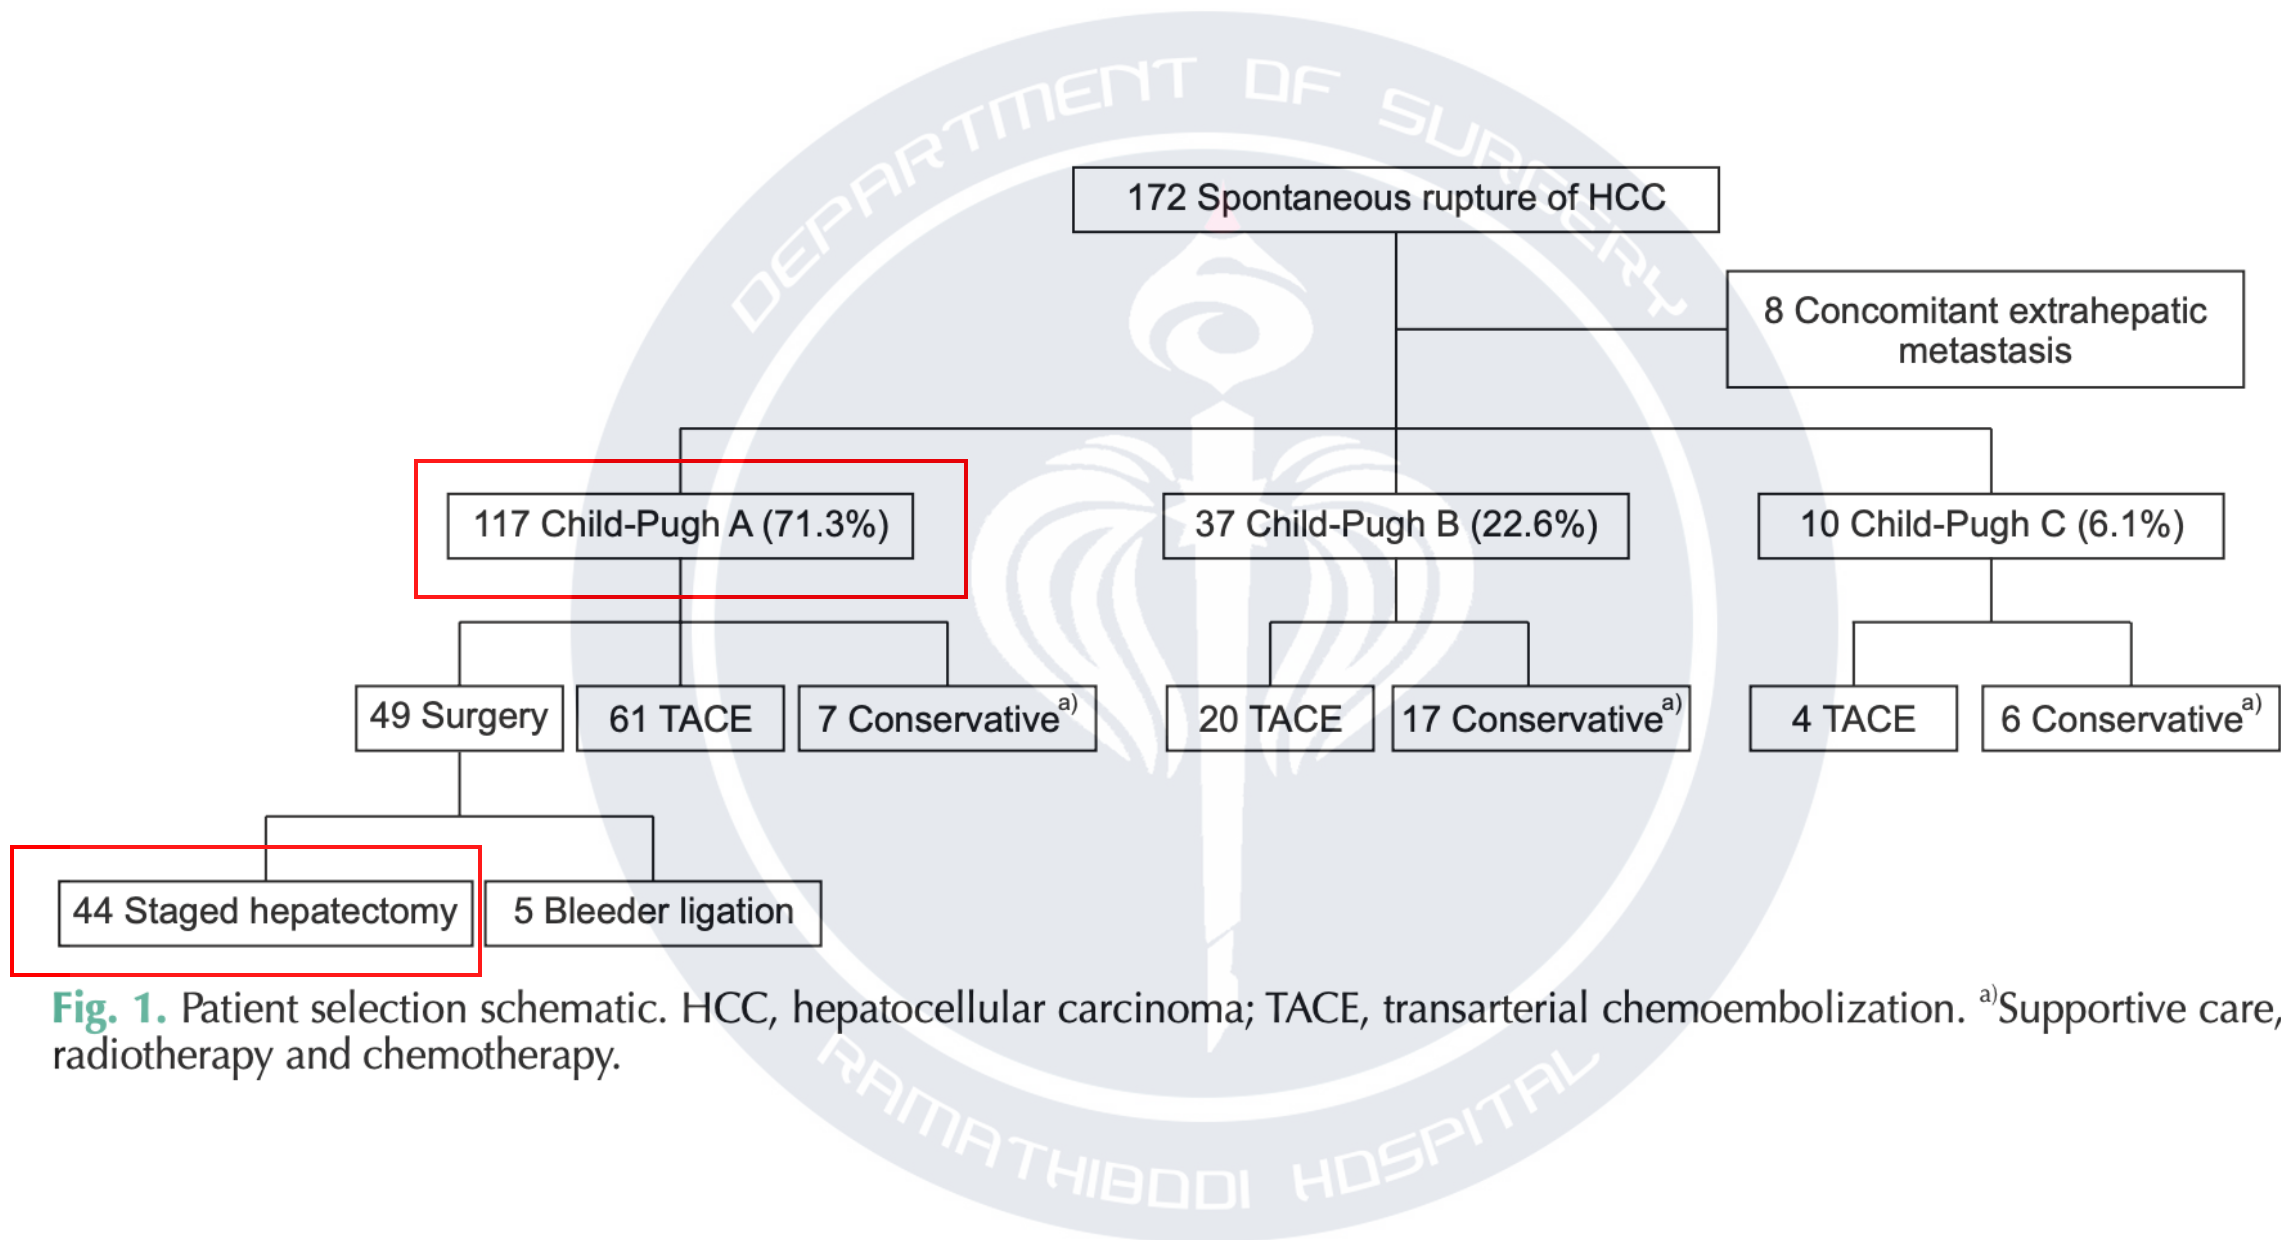 DEPARTMENT OF SURGERY
172 Spontaneous rupture of HCC
8 Concomitant extrahepatic
metastasis
117 Child-Pugh A (71.3%)
37 Child-Pugh B (22.6%)
10 Child-Pugh C (6.1%)
49 Surgery
61 TACE
7 Conservative a)
20 TACE
17 Conservative a)
4 TACE
6 Conservative a)
44 Staged hepatectomy
5 Bleeder ligation
Fig. 1. Patient selection schematic. HCC, hepatocellular carcinoma; TACE, transarterial chemoembolization. a)Supportive care,
radiotherapy and chemotherapy.
RAMATHIBODI HOSPITAL